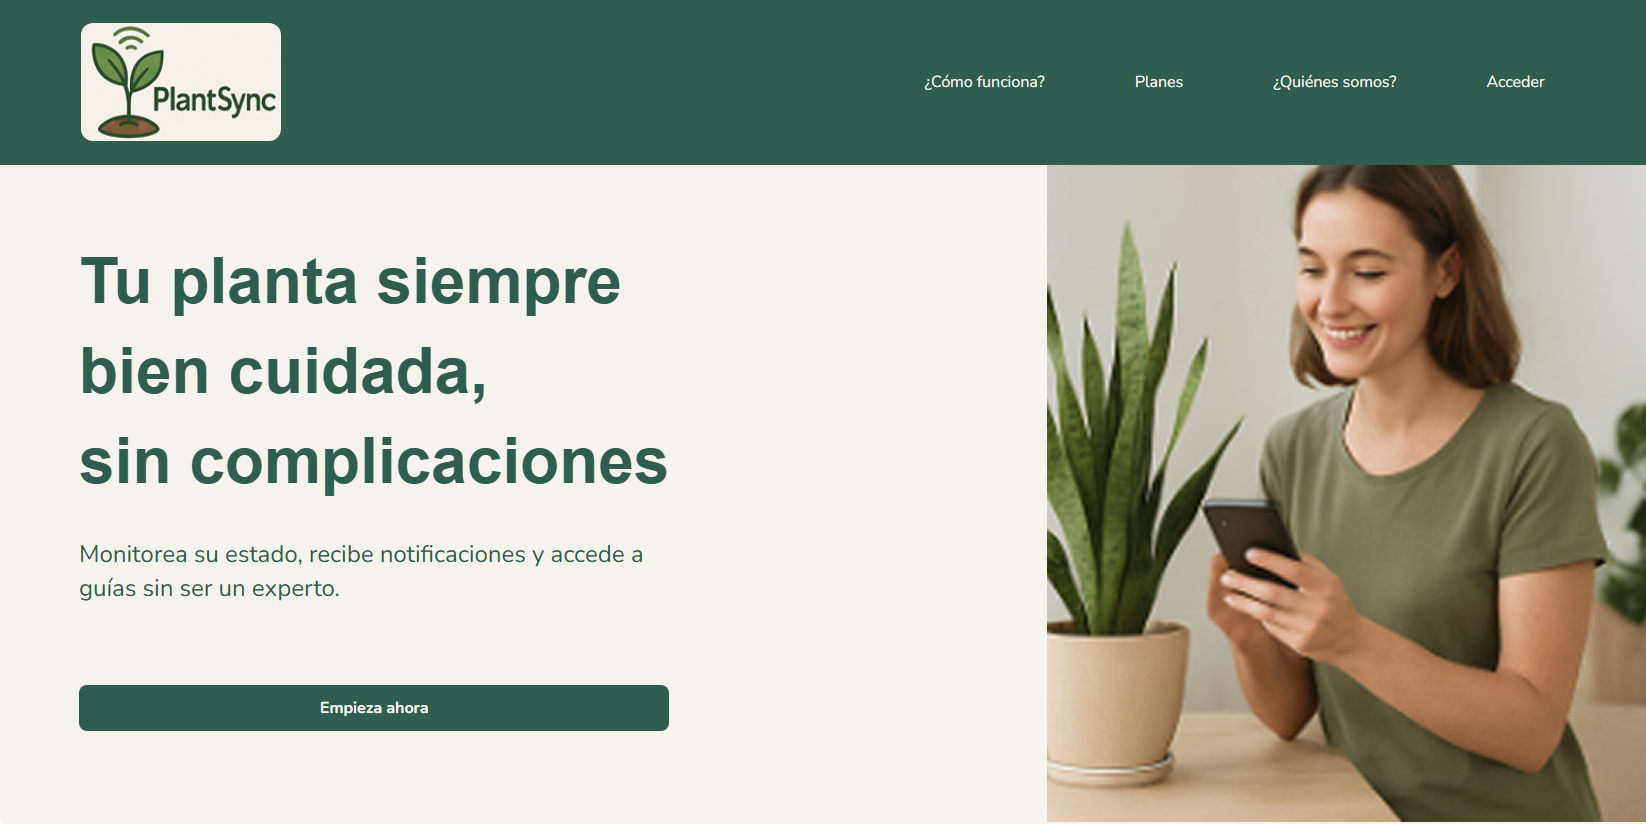 PlantSync
¿Cómo funciona?
Planes
¿Quiénes somos?
Acceder
Tu planta siempre
bien cuidada,
sin complicaciones
Monitorea su estado, recibe notificaciones y accede a
guías sin ser un experto.
Empieza ahora